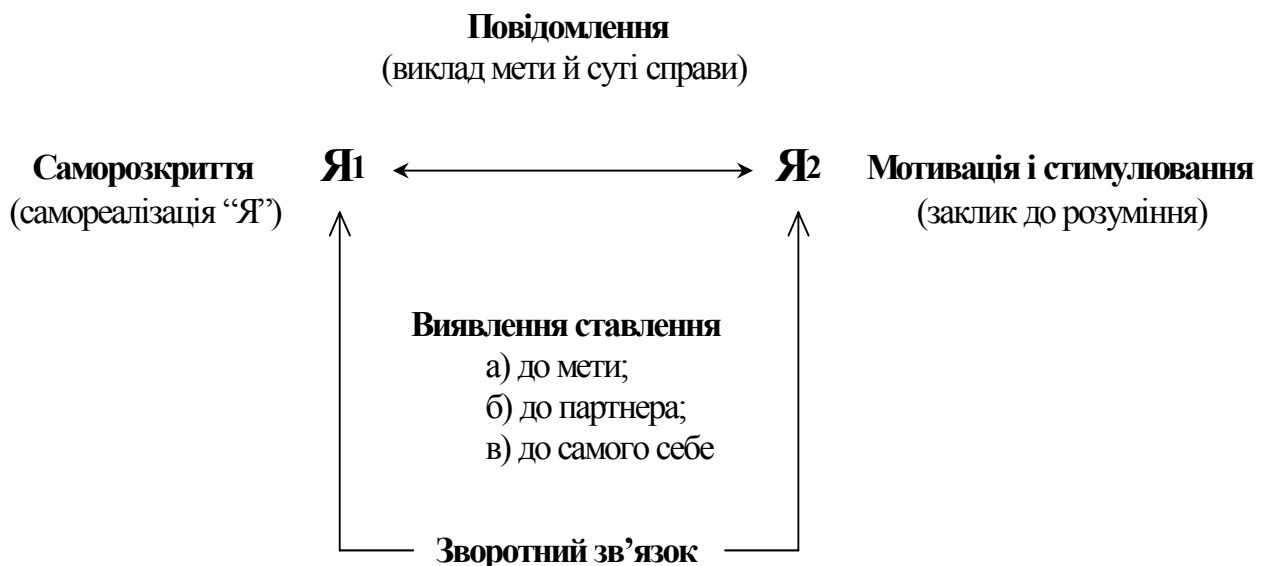 Повідомлення
(виклад мети й суті справи)
Саморозкриття Я1 Я2 Мотивація і стимулювання
(самореалізація “Я”) (заклик до розуміння)
Виявлення ставлення
а) до мети;
б) до партнера;
в) до самого себе
Зворотний зв’язок